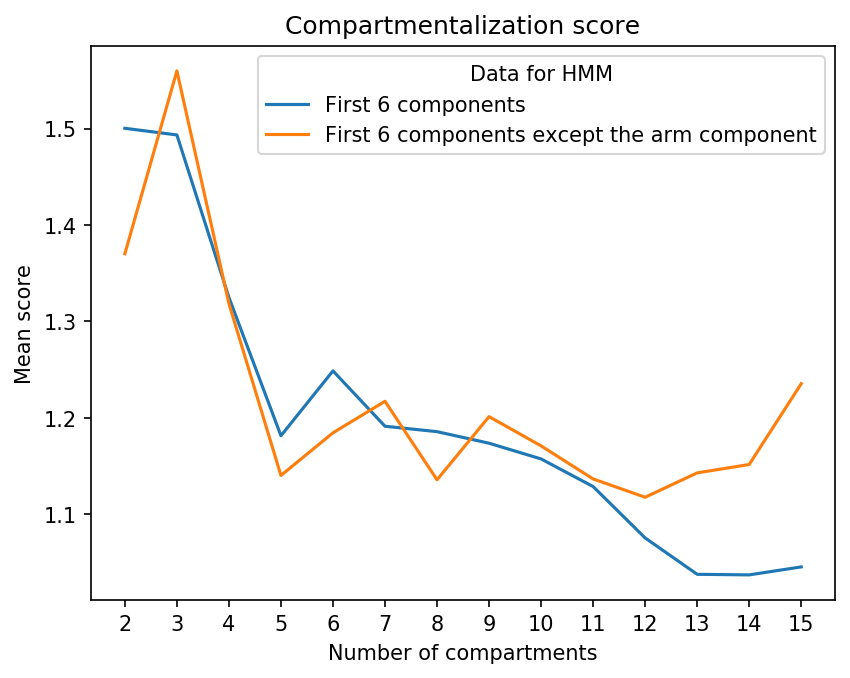 Compartmentalization score
Data for HMM
First 6 components
First 6 components except the arm component
Mean score
1.5
1.4
1.3
1.2
1.1
2 3 4 5 6 7 8 9 10 11 12 13 14 15
Number of compartments